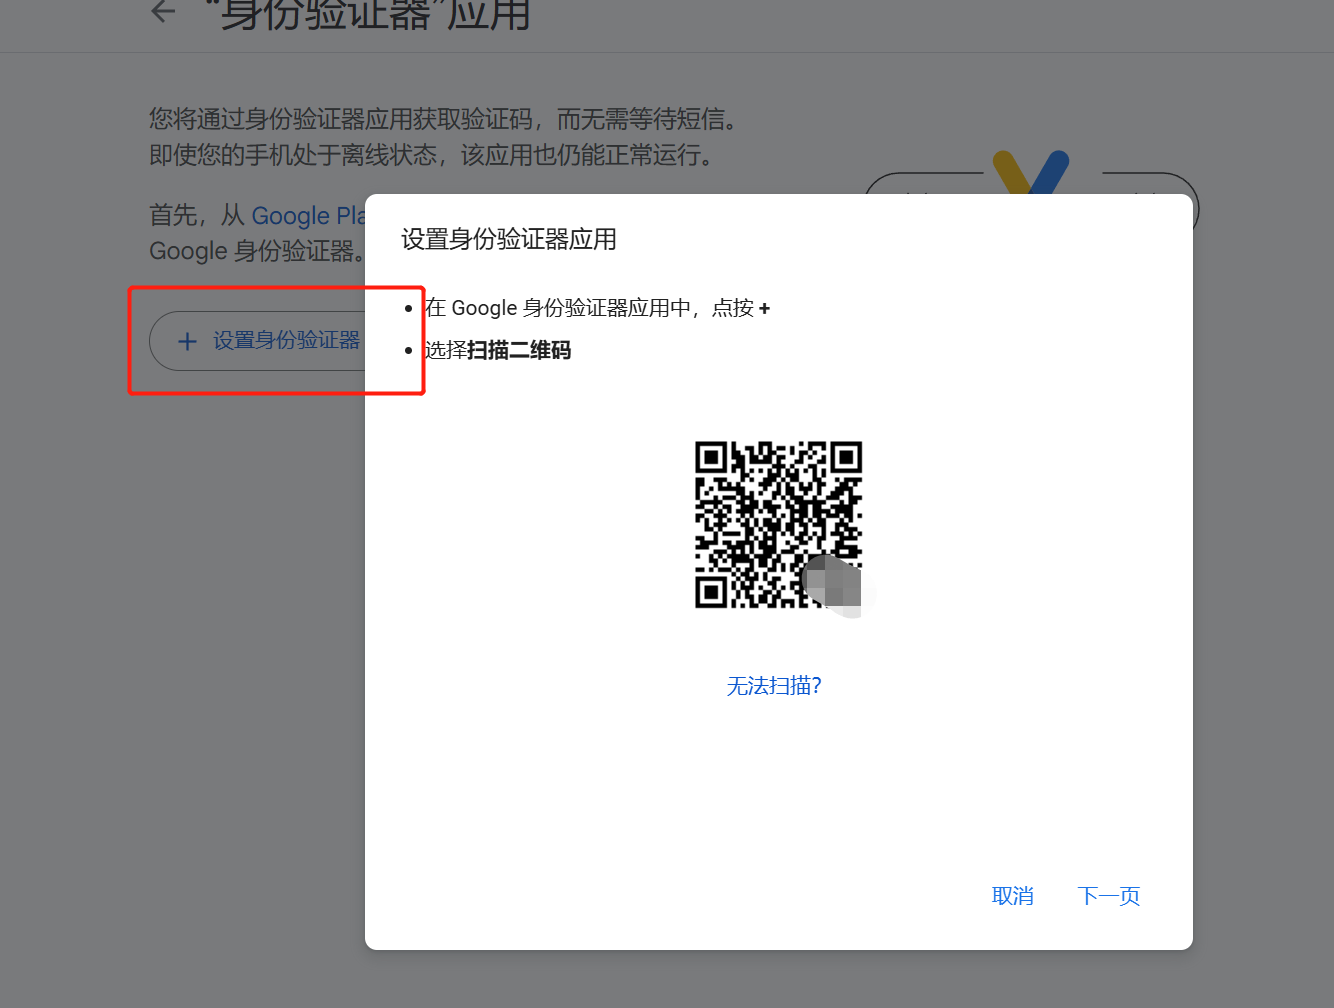 “身份验证器”应用
您将通过身份验证器应用获取验证码，而无需等待短信。
即使您的手机处于离线状态，该应用也仍能正常运行。
首先，从 Google Pla
Google 身份验证器。
+ 设置身份验证器
设置身份验证器应用
• 在 Google 身份验证器应用中，点按 +
• 选择扫描二维码
无法扫描？
取消
下一页